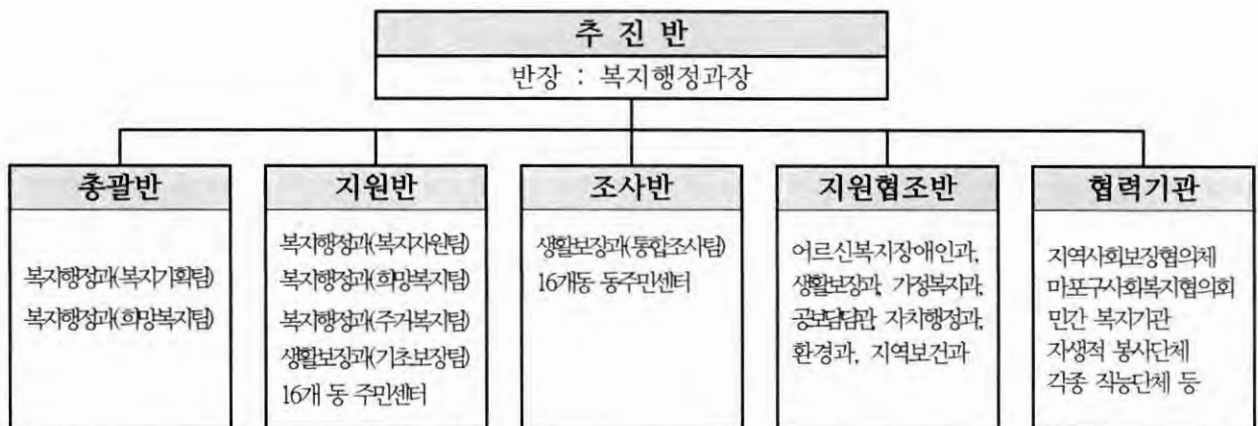 추 진 반
반장 : 복지행정과장
총괄반
복지행정과(복지기획팀)
복지행정과(희망복지팀)
지원반
복지행정과(복지자원팀)
복지행정과(희망복지팀)
복지행정과(주거복지팀)
생활보장과(기초보장팀)
16개 동 주민센터
조사반
생활보장과(통합조사팀)
16개동 동주민센터
지원협조반
어르신복지장애인과,
생활보장과, 가정복지과,
공보담담관, 자치행정과,
환경과, 지역보건과
협력기관
지역사회보장협의체
마포구사회복지협의회
민간 복지기관
자생적 봉사단체
각종 직능단체 등